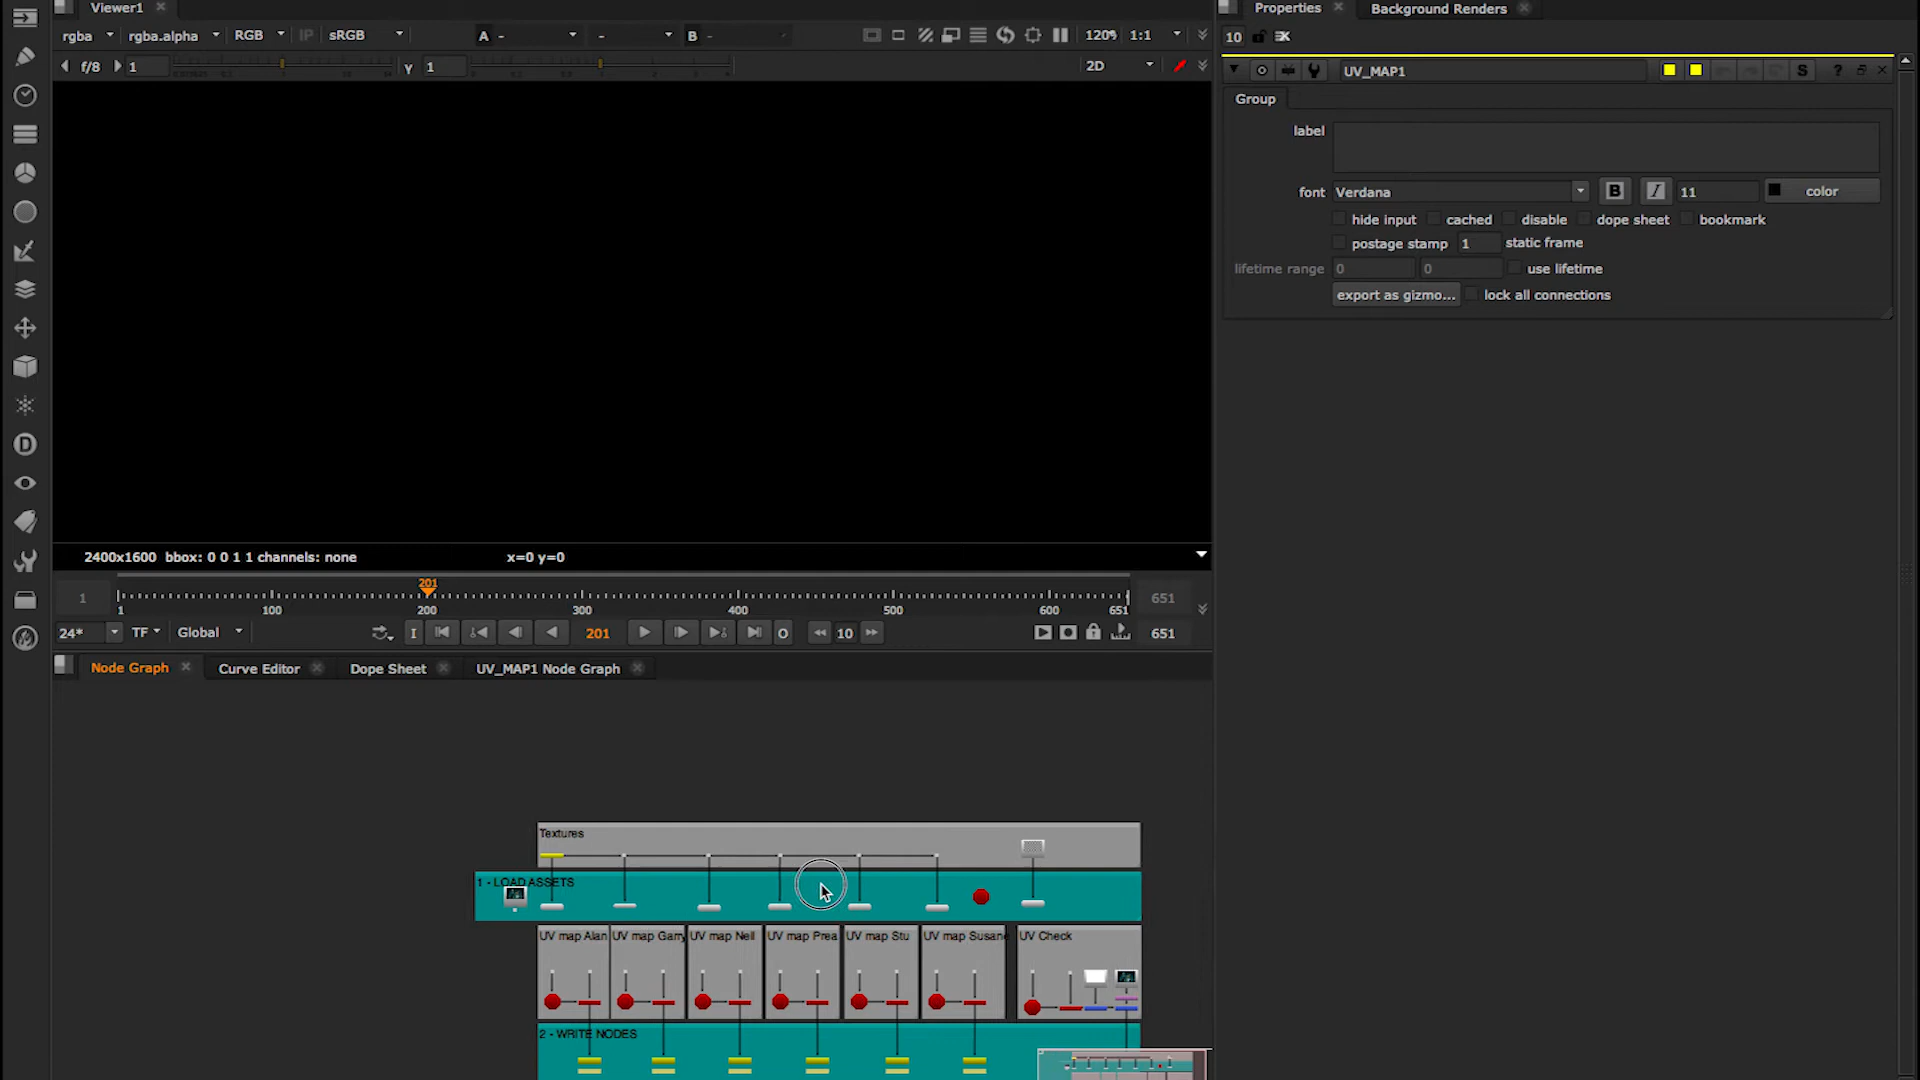 Viewer1
Properties
Background Renders
rgba
rgba.alpha
RGB
IP
sRGB
A -
-
B -
1:1
10
f/8
1
γ 1
2D
UV_MAP1
S
?
Group
label
font
Verdana
B
I
11
color
hide input
cached
disable
dope sheet
bookmark
postage stamp
1
static frame
lifetime range
0
0
use lifetime
export as gizmo...
lock all connections
D
2400x1600 bbox: 0 0 1 1 channels: none
x=0 y=0
201
1
1
100
200
300
400
500
600
651
651
24*
TF
Global
I
201
O
10
651
Node Graph
Curve Editor
Dope Sheet
UV_MAP1 Node Graph
Textures
1 - LOAD ASSETS
UV map Alan
UV map Garry
UV map Neil
UV map Prea
UV map Stu
UV map Susan
UV Check
2 - WRITE NODES